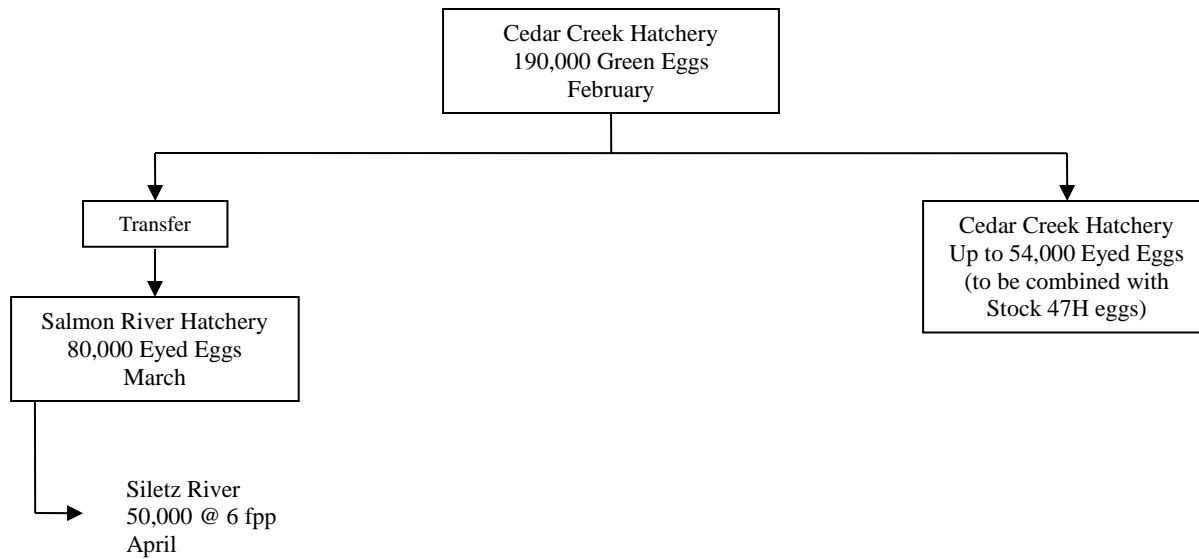 Cedar Creek Hatchery
190,000 Green Eggs
February
Transfer
Salmon River Hatchery
80,000 Eyed Eggs
March
Siletz River
50,000 @ 6 fpp
April
Cedar Creek Hatchery
Up to 54,000 Eyed Eggs
(to be combined with
Stock 47H eggs)